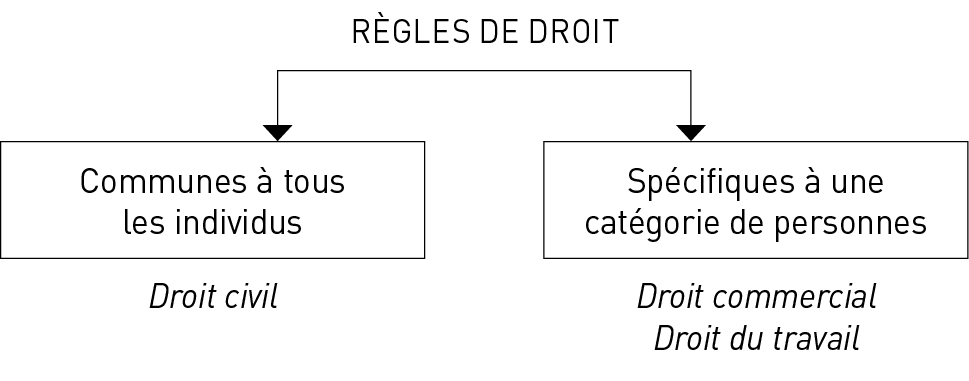 RÈGLES DE DROIT
Communes à tous
les individus
Spécifiques à une
catégorie de personnes
Droit civil
Droit commercial
Droit du travail